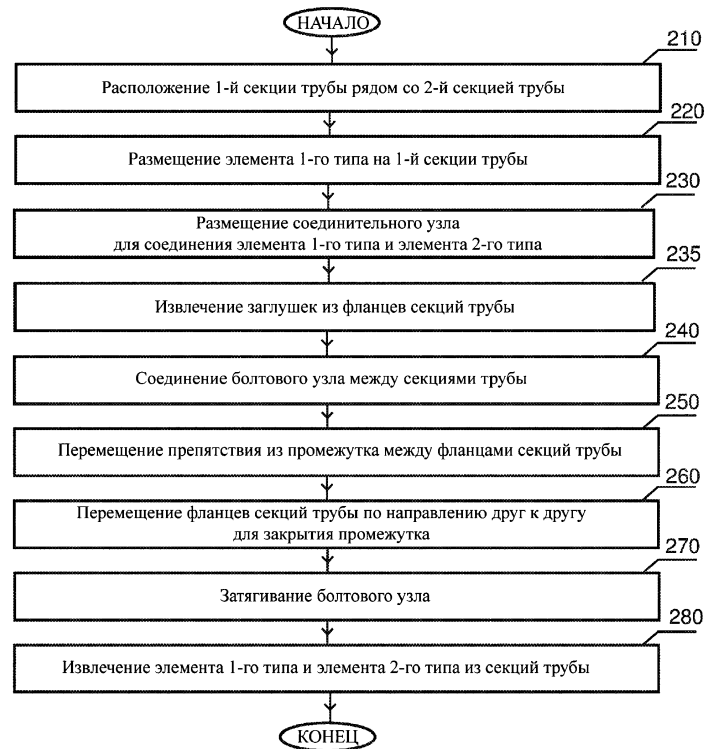 НАЧАЛО
210
Расположение 1-й секции трубы рядом со 2-й секцией трубы
220
Размещение элемента 1-го типа на 1-й секции трубы
230
Размещение соединительного узла
для соединения элемента 1-го типа и элемента 2-го типа
235
Извлечение заглушек из фланцев секций трубы
240
Соединение болтового узла между секциями трубы
250
Перемещение препятствия из промежутка между фланцами секций трубы
260
Перемещение фланцев секций трубы по направлению друг к другу
для закрытия промежутка
270
Затягивание болтового узла
280
Извлечение элемента 1-го типа и элемента 2-го типа из секций трубы
КОНЕЦ